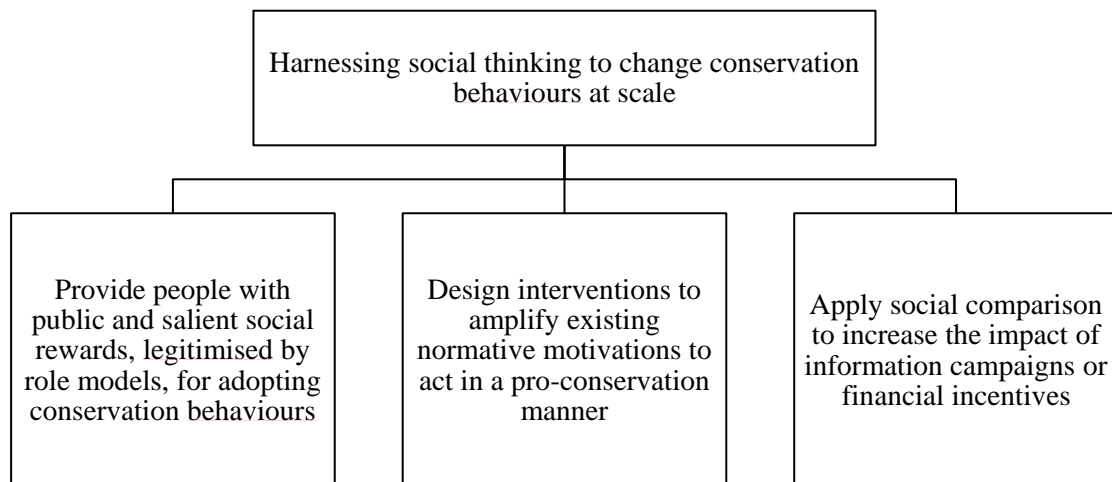 Harnessing social thinking to change conservation
behaviours at scale
Provide people with
public and salient social
rewards, legitimised by
role models, for adopting
conservation behaviours
Design interventions to
amplify existing
normative motivations to
act in a pro-conservation
manner
Apply social comparison
to increase the impact of
information campaigns or
financial incentives